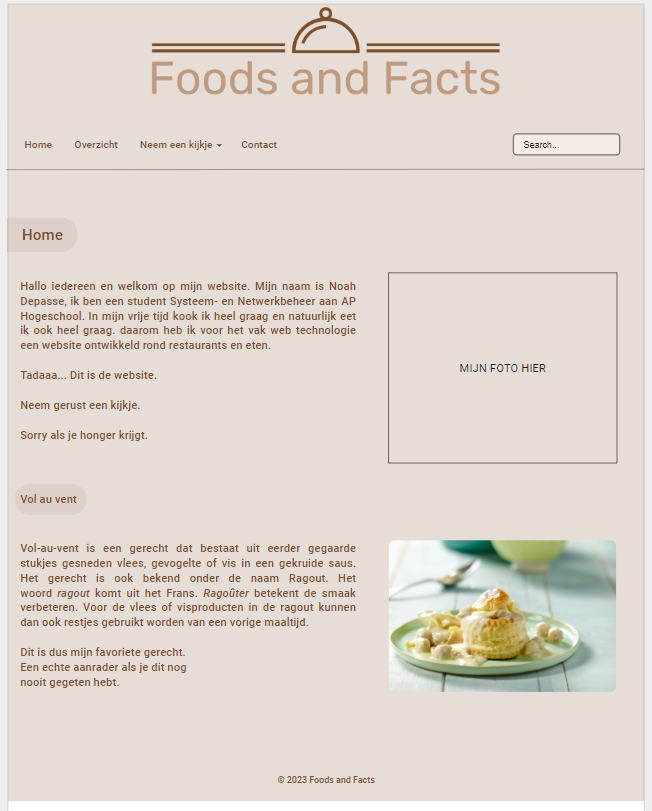 Foods and Facts
Home Overzicht Neem een kijkje Contact Search...
Home
Hallo iedereen en welkom op mijn website. Mijn naam is Noah
Depasse, ik ben een student Systeem- en Netwerkbeheer aan AP
Hogeschool. In mijn vrije tijd kook ik heel graag en natuurlijk eet
ik ook heel graag. daarom heb ik voor het vak web technologie
een website ontwikkeld rond restaurants en eten.
Tadaaa... Dit is de website.
Neem gerust een kijkje.
Sorry als je honger krijgt.
MIJN FOTO HIER
Vol au vent
Vol-au-vent is een gerecht dat bestaat uit eerder gegaarde
stukjes gesneden vlees, gevogelte of vis in een gekruide saus.
Het gerecht is ook bekend onder de naam Ragout. Het
woord ragout komt uit het Frans. Ragoûter betekent de smaak
verbeteren. Voor de vlees of visproducten in de ragout kunnen
dan ook restjes gebruikt worden van een vorige maaltijd.
Dit is dus mijn favoriete gerecht.
Een echte aanrader als je dit nog
nooit gegeten hebt.
© 2023 Foods and Facts